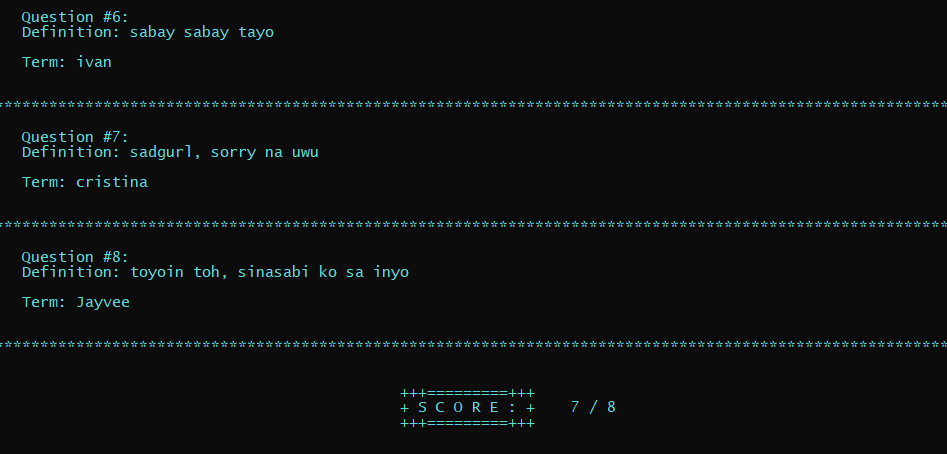 Question #6:
Definition: sabay sabay tayo
Term: ivan
*********************************************************************************************************
Question #7:
Definition: sadgurl, sorry na uwu
Term: cristina
*********************************************************************************************************
Question #8:
Definition: toyoin toh, sinasabi ko sa inyo
Term: Jayvee
*********************************************************************************************************
+++=========+++
+ S C O R E : +    7 / 8
+++=========+++